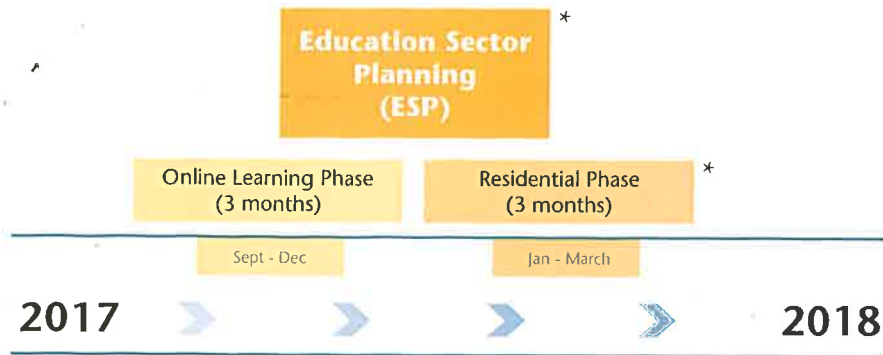 Education Sector *
Planning
(ESP)
Online Learning Phase
(3 months)
Residential Phase *
(3 months)
Sept - Dec
Jan - March
2017
2018